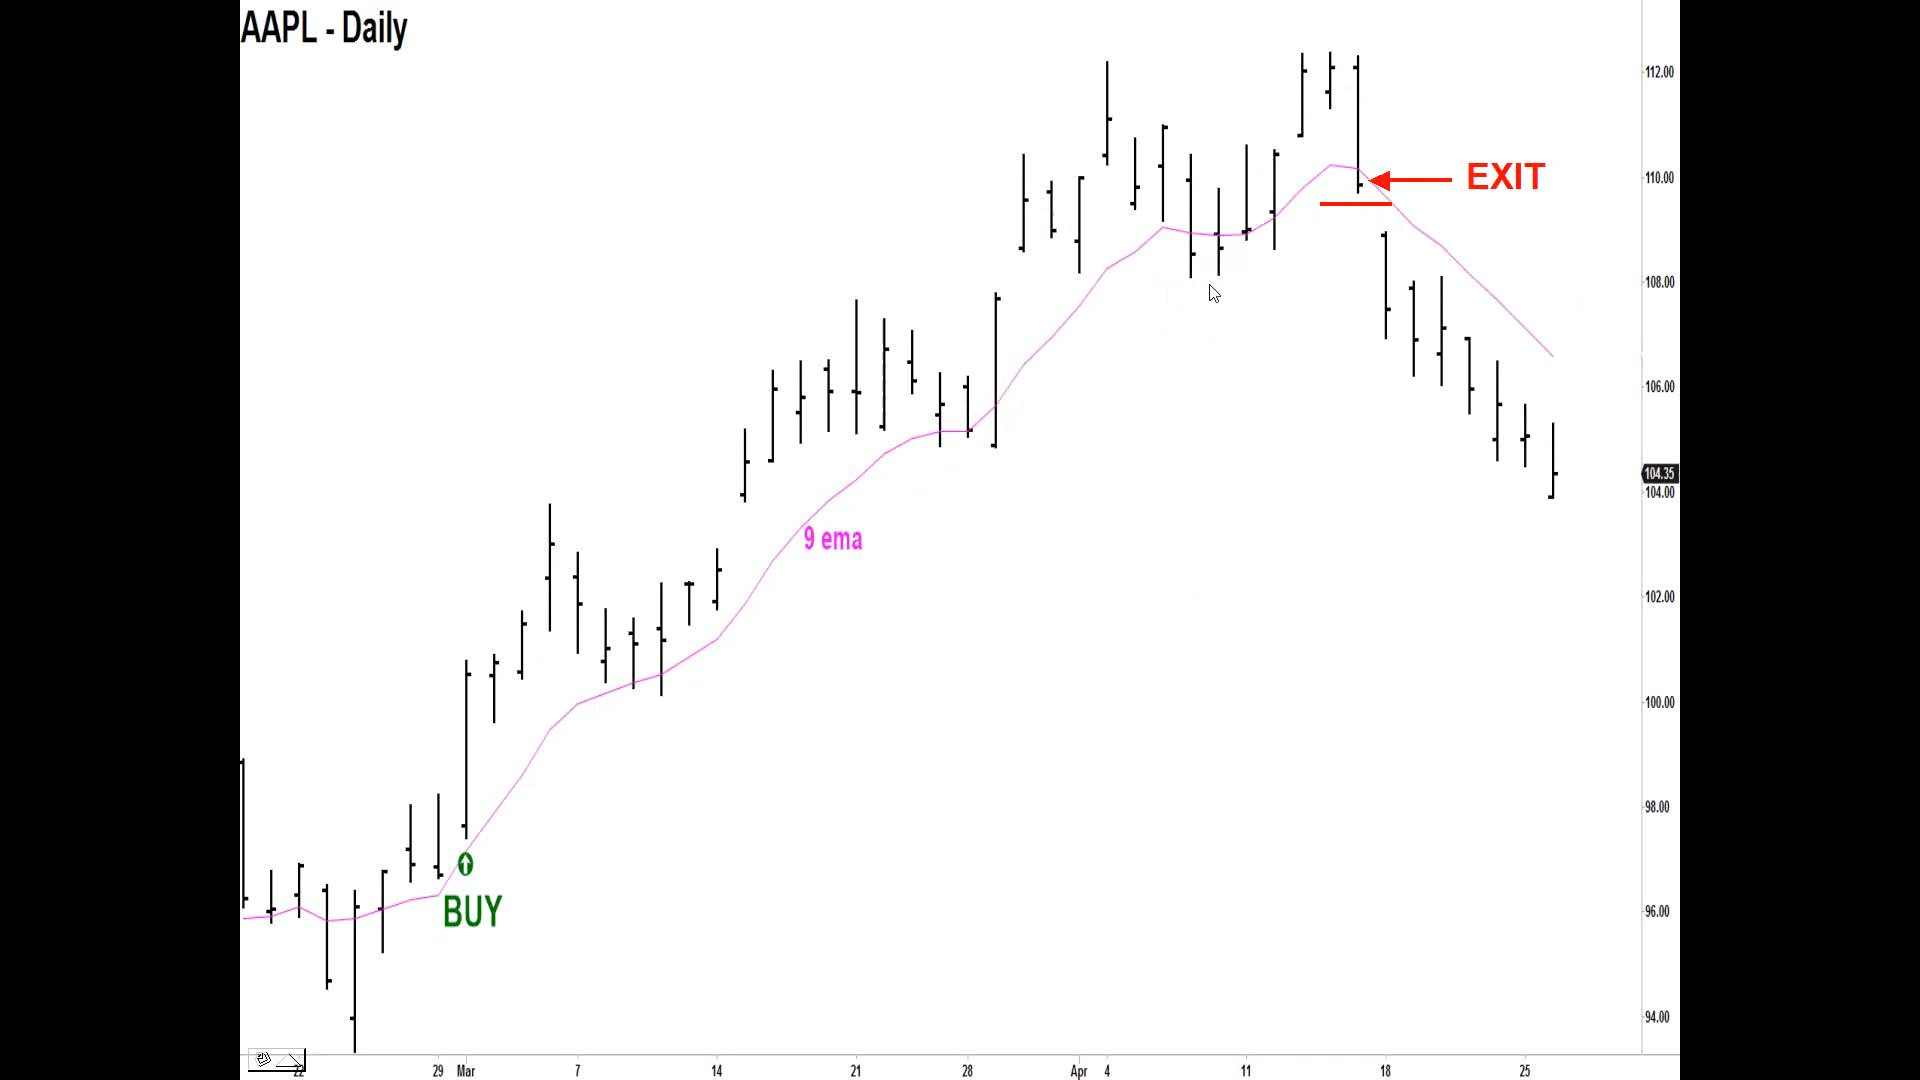 AAPL - Daily
112.00
EXIT
110.00
108.00
106.00
104.35
104.00
9 ema
102.00
100.00
98.00
BUY
96.00
94.00
22 29 Mar 7 14 21 28 Apr 4 11 18 25